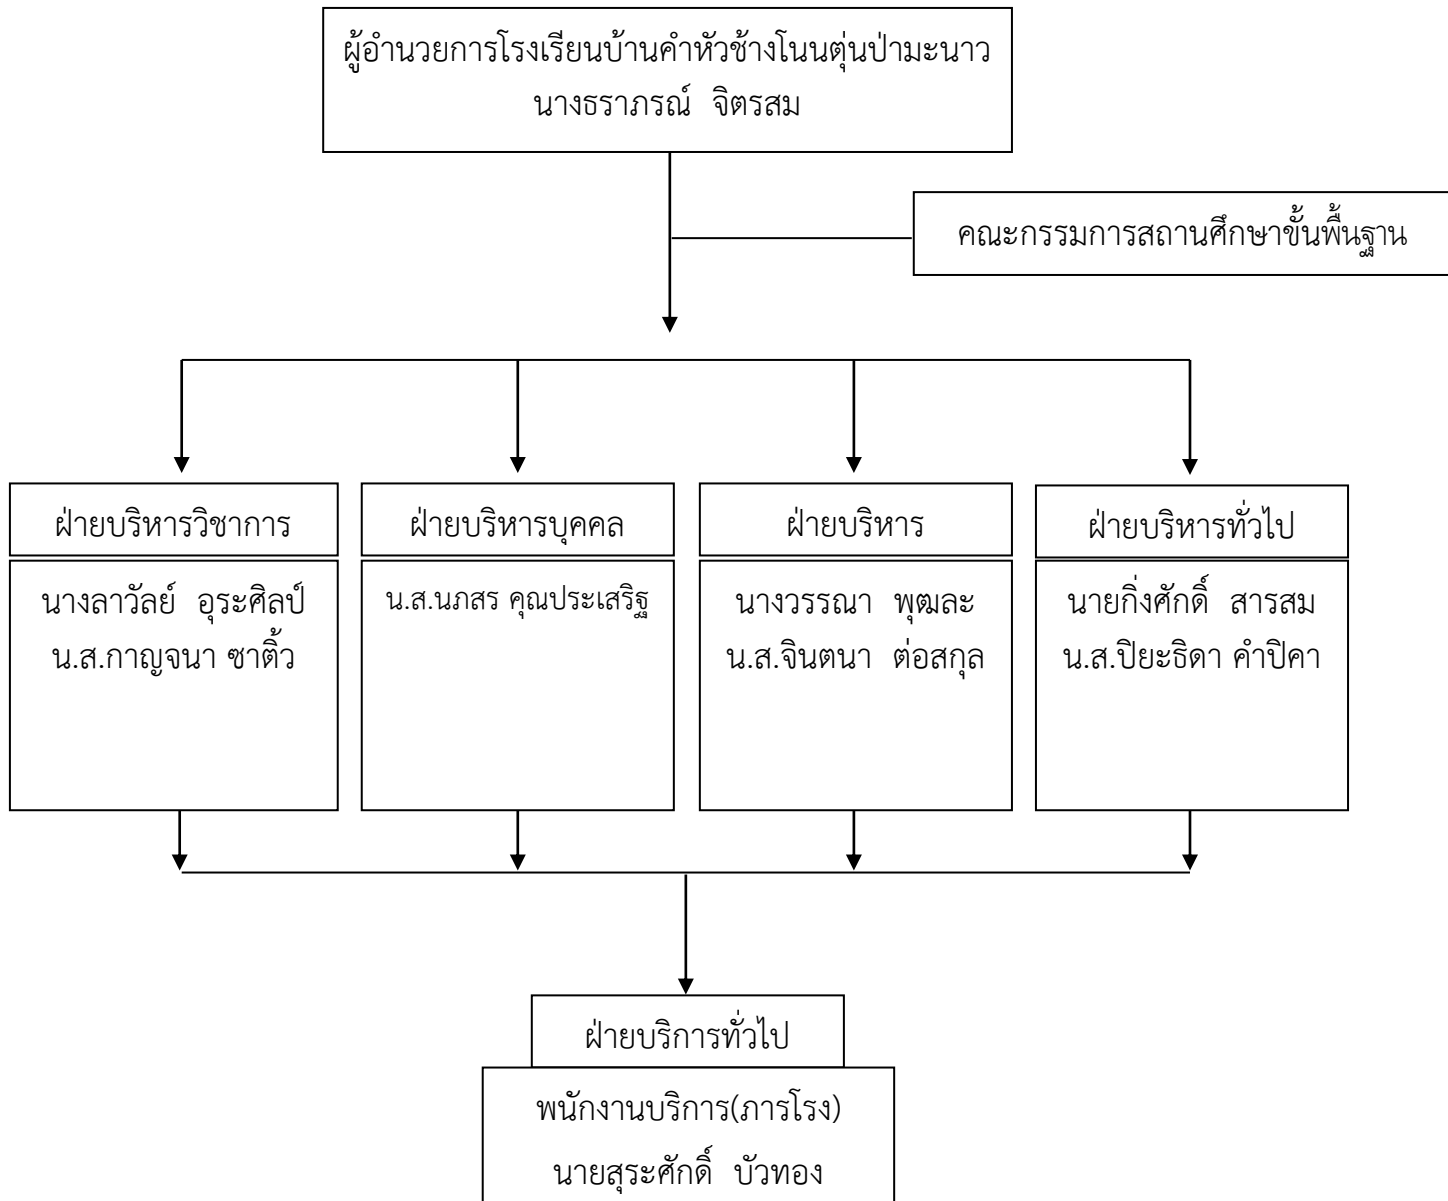 ผู้อำนวยการโรงเรียนบ้านคำหัวช้างโนนตุ่นป่ามะนาว
นางธราภรณ์ จิตรสม
คณะกรรมการสถานศึกษาขั้นพื้นฐาน
ฝ่ายบริหารวิชาการ
นางลาวัลย์ อุระศิลป์
น.ส.กาญจนา ซาติ้ว
ฝ่ายบริหารบุคคล
น.ส.นภสร คุณประเสริฐ
ฝ่ายบริหาร
นางวรรณา พุฒละ
น.ส.จินตนา ต่อสกุล
ฝ่ายบริหารทั่วไป
นายกิ่งศักดิ์ สารสม
น.ส.ปิยะธิดา คำปิคา
ฝ่ายบริการทั่วไป
พนักงานบริการ(ภารโรง)
นายสุระศักดิ์ บัวทอง